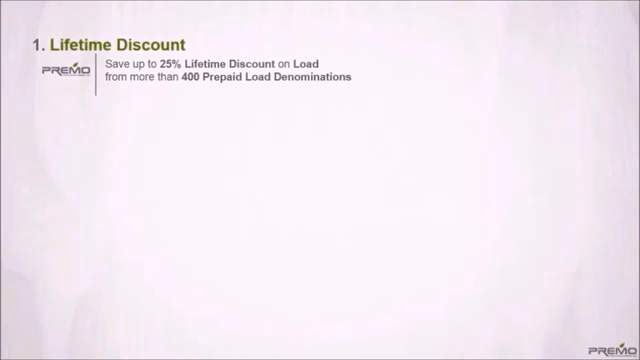 1. Lifetime Discount
PREMO
Save up to 25% Lifetime Discount on Load
from more than 400 Prepaid Load Denominations
PREMO